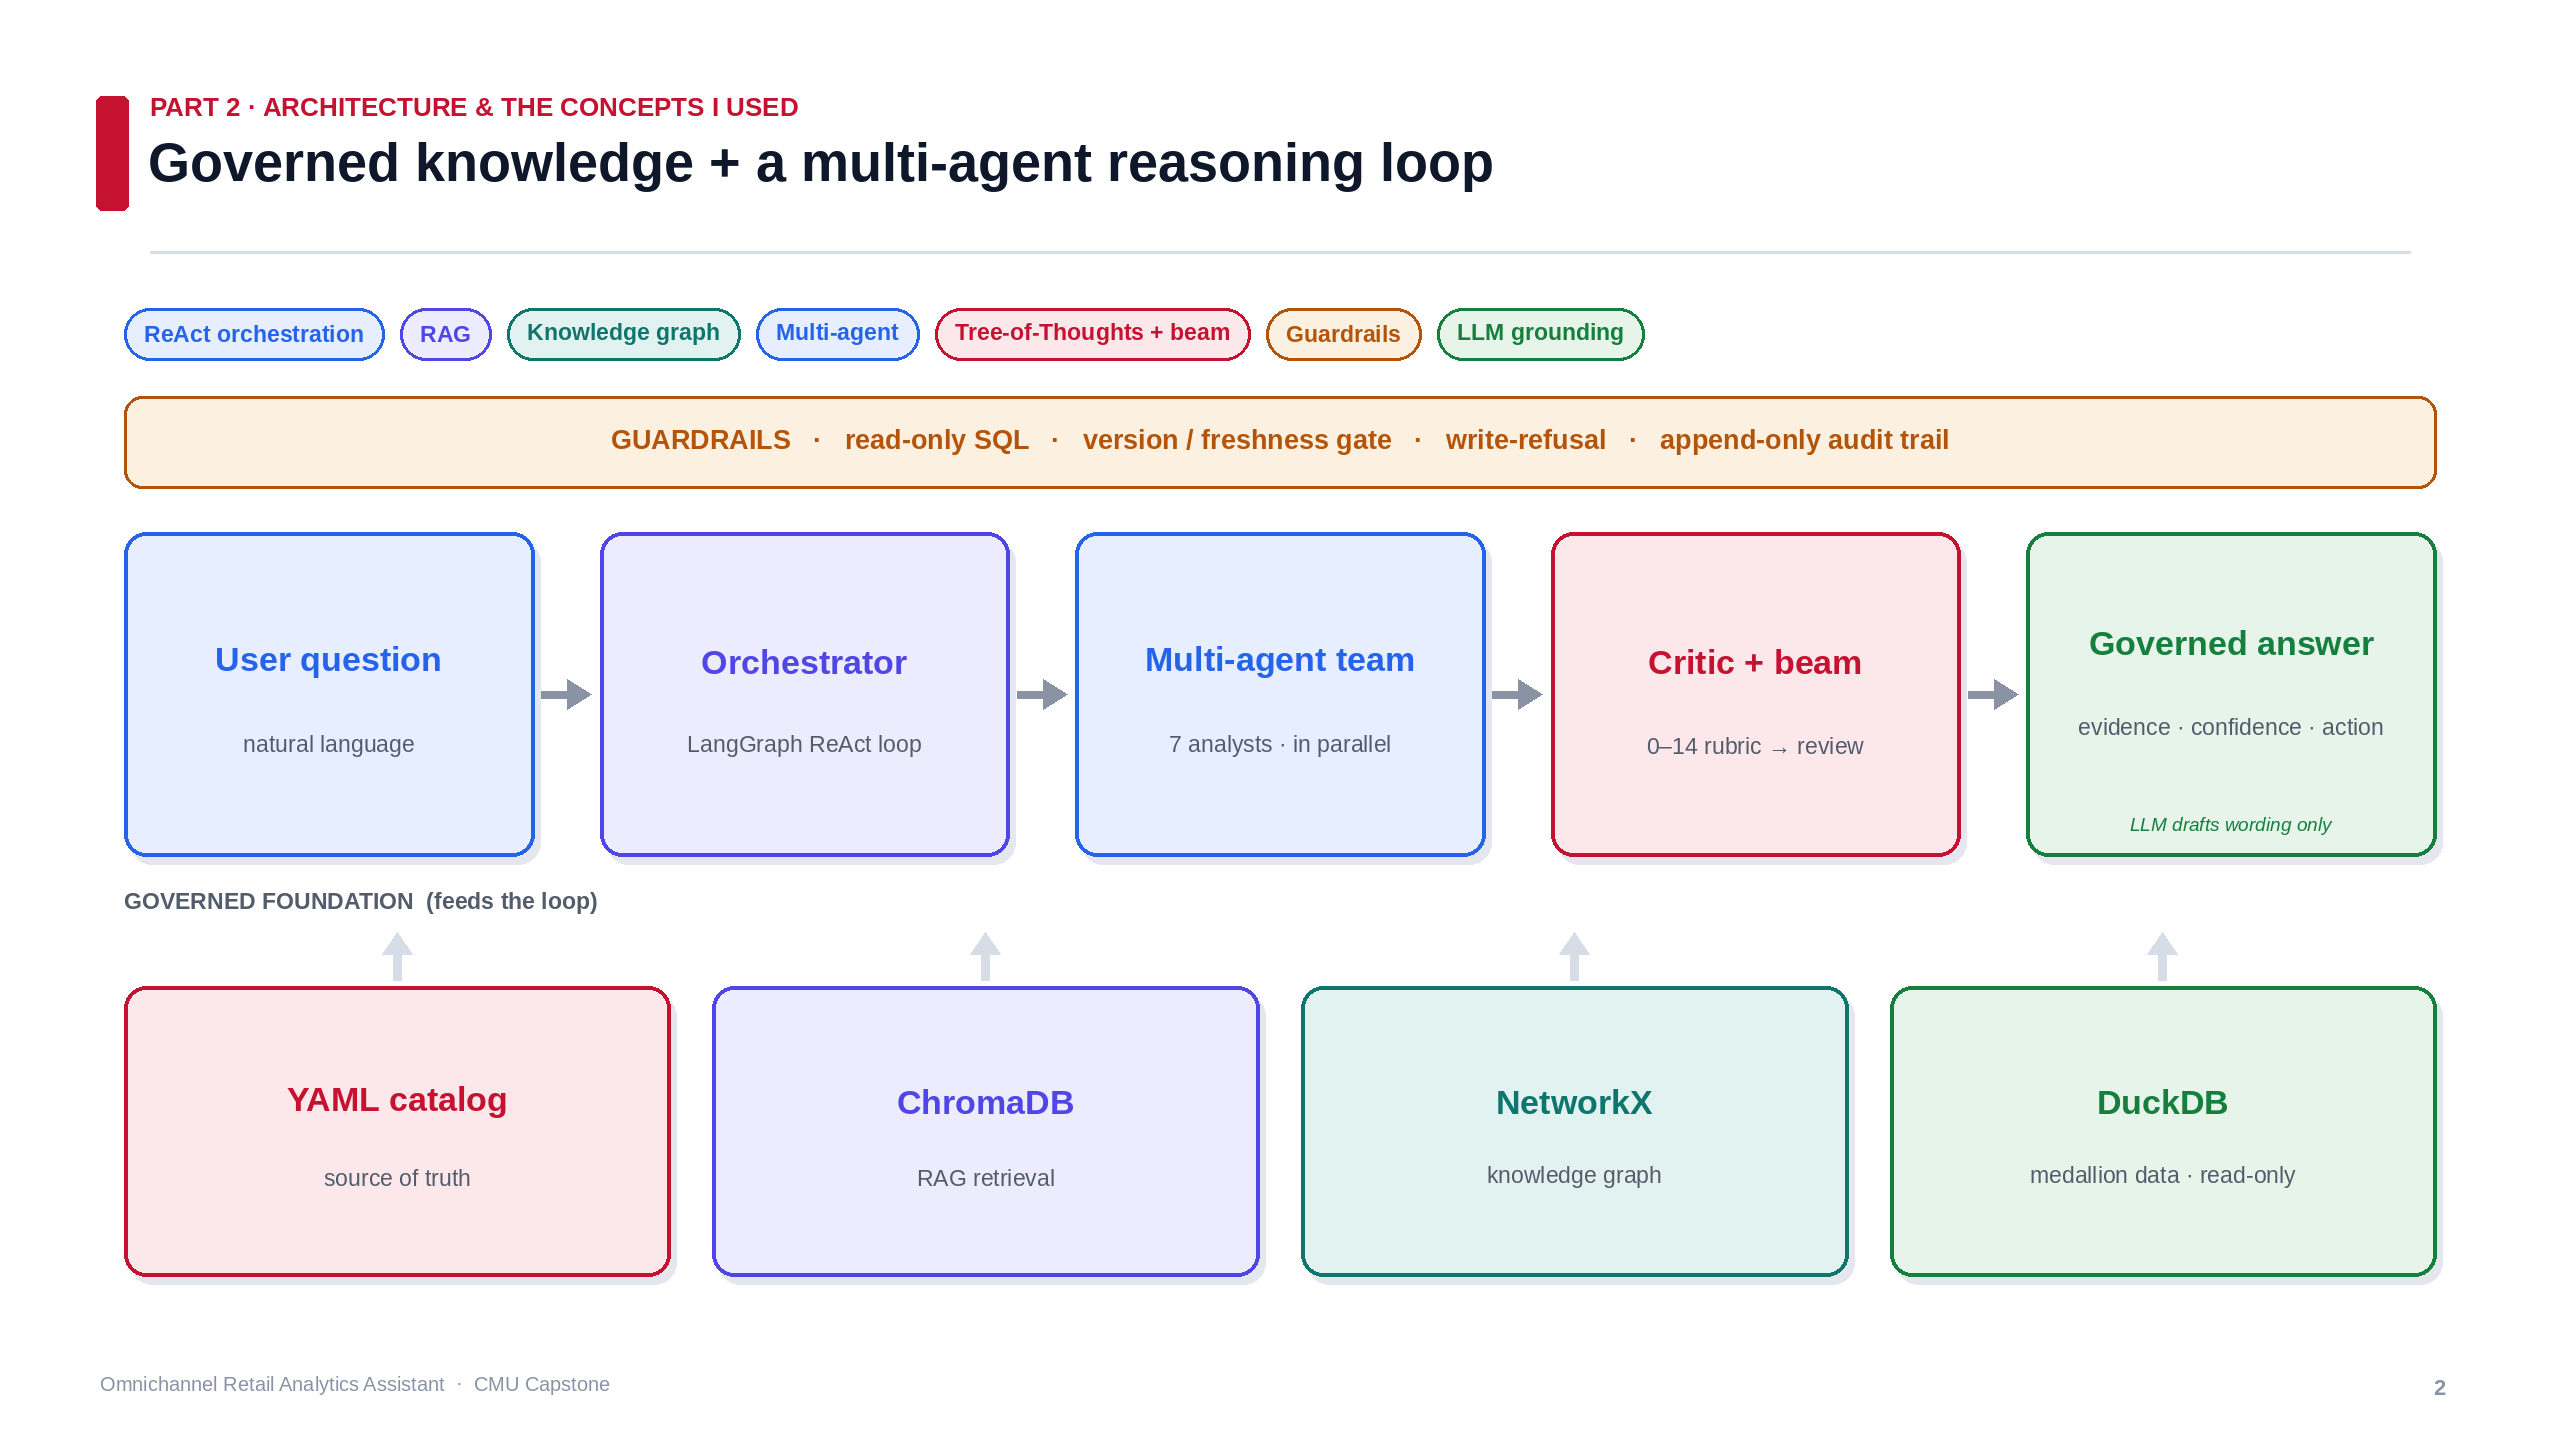 PART 2 · ARCHITECTURE & THE CONCEPTS I USED
Governed knowledge + a multi-agent reasoning loop
ReAct orchestration
RAG
Knowledge graph
Multi-agent
Tree-of-Thoughts + beam
Guardrails
LLM grounding
GUARDRAILS · read-only SQL · version / freshness gate · write-refusal · append-only audit trail
User question
natural language
Orchestrator
LangGraph ReAct loop
Multi-agent team
7 analysts · in parallel
Critic + beam
0–14 rubric → review
Governed answer
evidence · confidence · action
LLM drafts wording only
GOVERNED FOUNDATION (feeds the loop)
YAML catalog
source of truth
ChromaDB
RAG retrieval
NetworkX
knowledge graph
DuckDB
medallion data · read-only
Omnichannel Retail Analytics Assistant · CMU Capstone
2